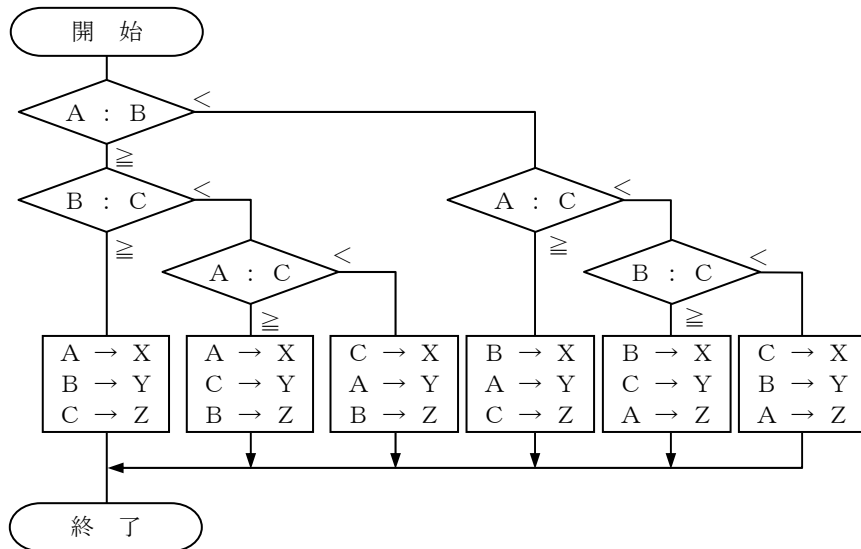 開 始
A : B
<
≧
B : C
<
A : C
<
≧
≧
A : C
<
B : C
<
≧
≧
A → X
B → Y
C → Z
A → X
C → Y
B → Z
C → X
A → Y
B → Z
B → X
A → Y
C → Z
B → X
C → Y
A → Z
C → X
B → Y
A → Z
終 了